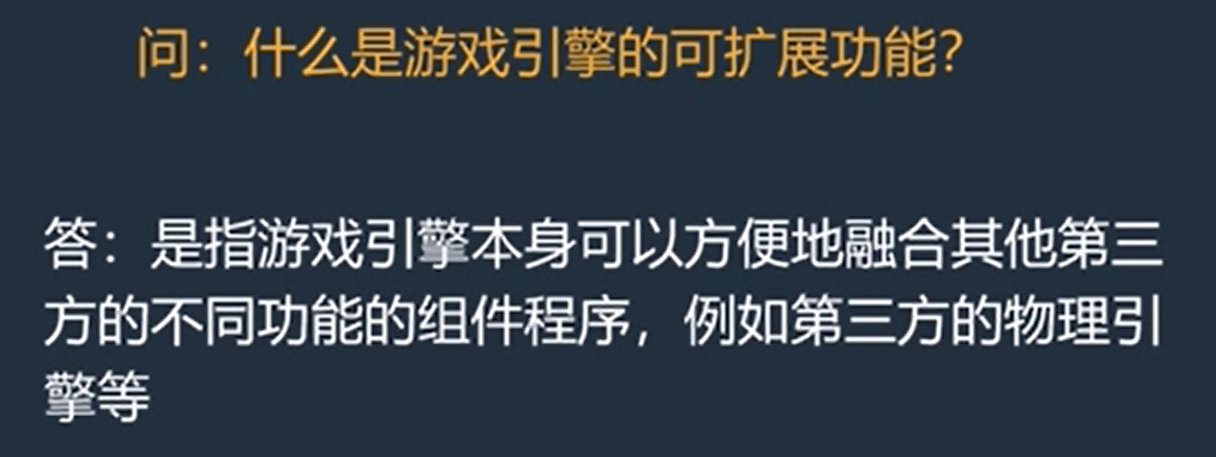 问：什么是游戏引擎的可扩展功能？
答：是指游戏引擎本身可以方便地融合其他第三
方的不同功能的组件程序，例如第三方的物理引
擎等